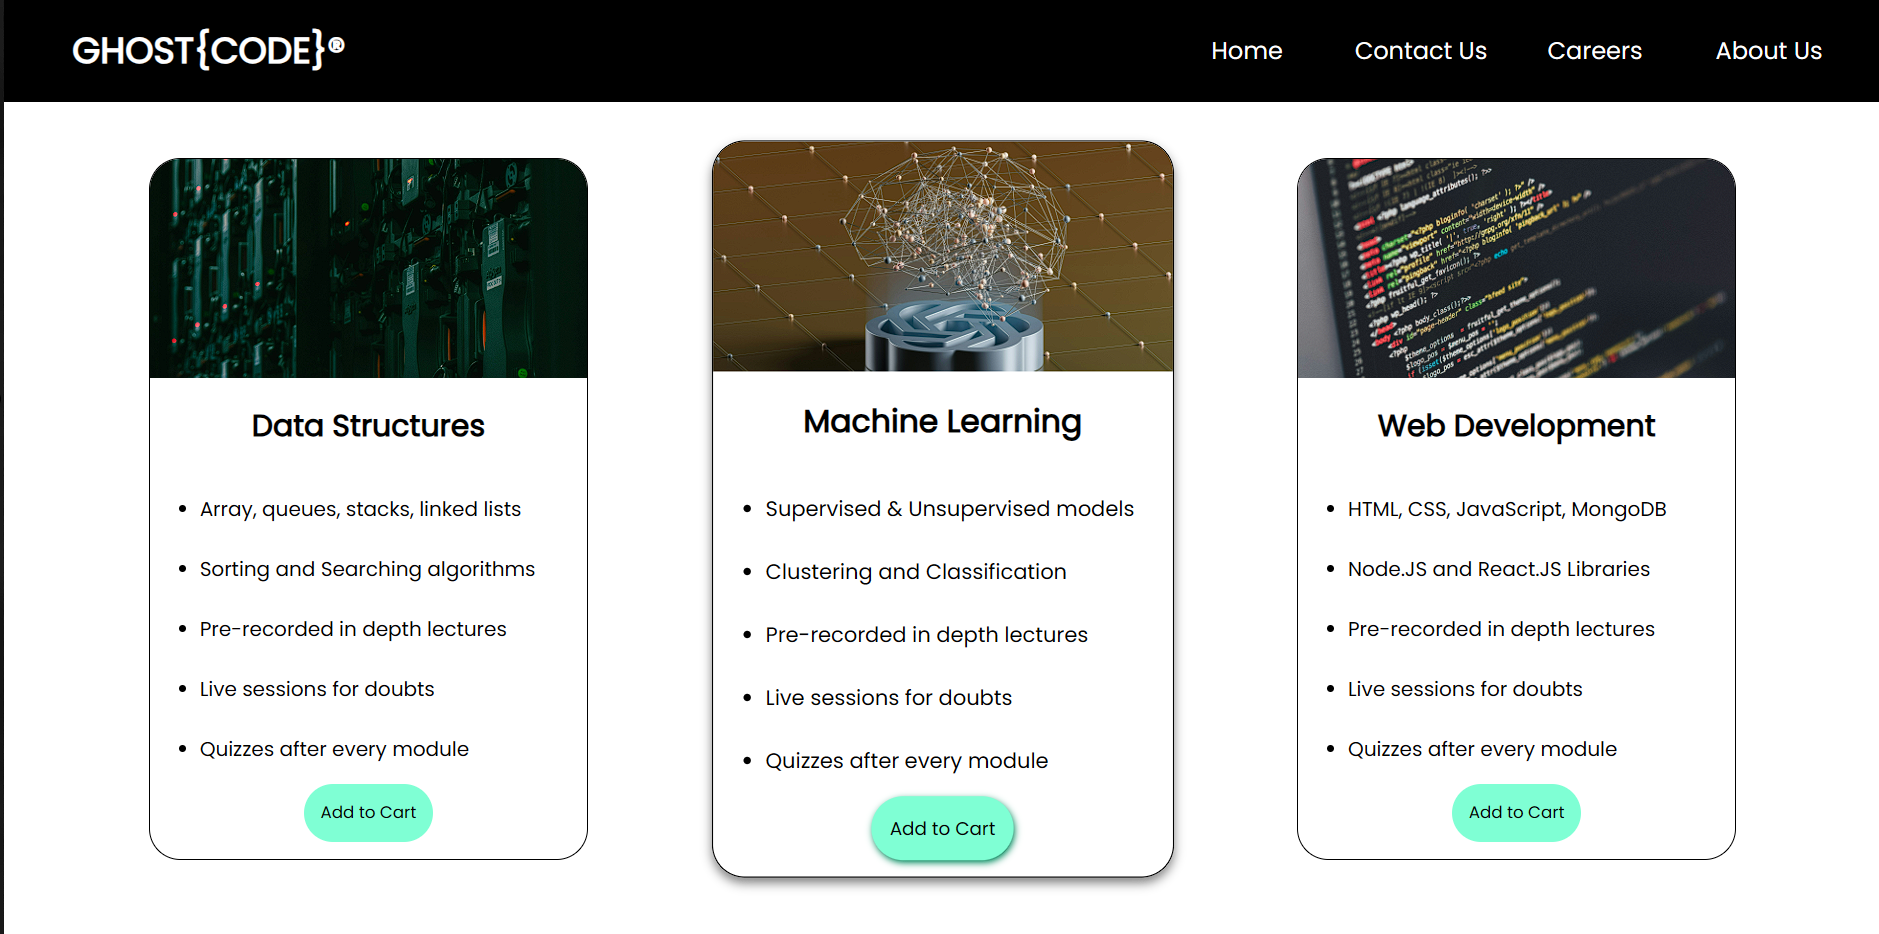 GHOST{CODE}®
Home Contact Us Careers About Us
Data Structures
• Array, queues, stacks, linked lists
• Sorting and Searching algorithms
• Pre-recorded in depth lectures
• Live sessions for doubts
• Quizzes after every module
Add to Cart
Machine Learning
• Supervised & Unsupervised models
• Clustering and Classification
• Pre-recorded in depth lectures
• Live sessions for doubts
• Quizzes after every module
Add to Cart
Web Development
• HTML, CSS, JavaScript, MongoDB
• Node.JS and React.JS Libraries
• Pre-recorded in depth lectures
• Live sessions for doubts
• Quizzes after every module
Add to Cart